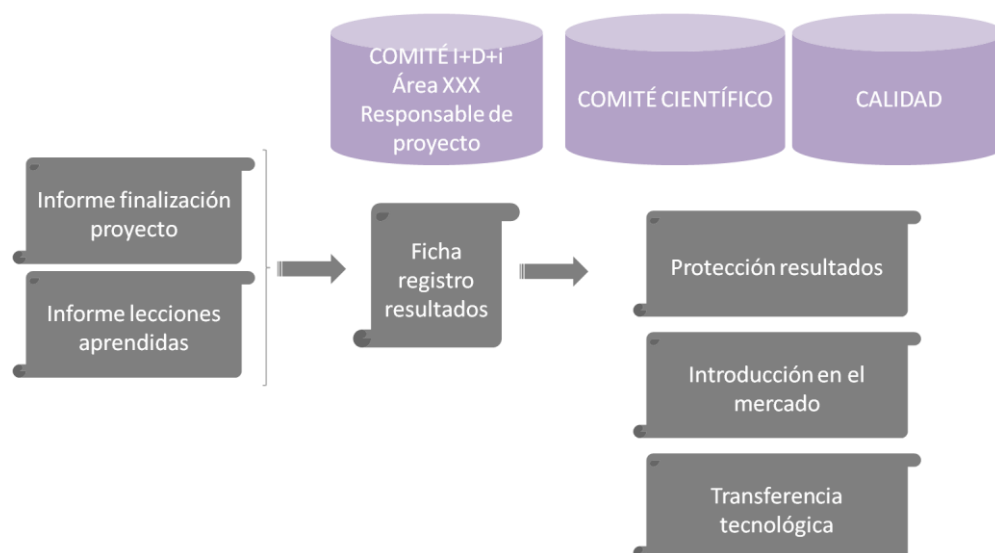 COMITÉ I+D+i
Área XXX
Responsable de
proyecto
COMITÉ CIENTÍFICO
CALIDAD
Informe finalización
proyecto
Informe lecciones
aprendidas
Ficha
registro
resultados
Protección resultados
Introducción en el
mercado
Transferencia
tecnológica